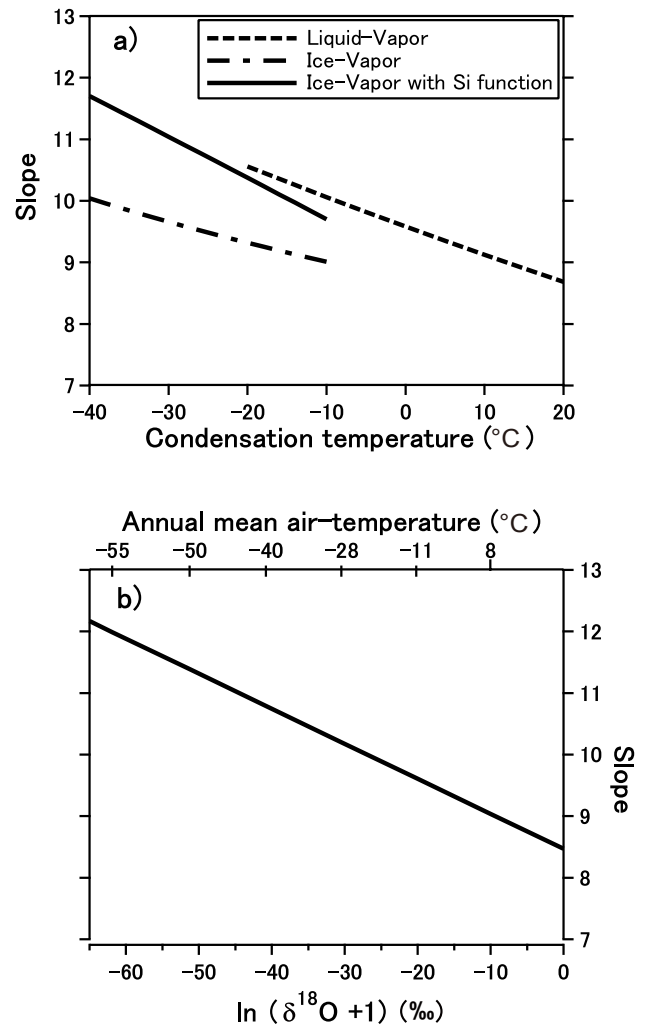 a)
Liquid-Vapor
Ice-Vapor
Ice-Vapor with Si function
13
12
11
10
9
8
7
Slope
−40 −30 −20 −10 0 10 20
Condensation temperature (°C)
Annual mean air-temperature (°C)
−55 −50 −40 −28 −11 8
b)
13
12
11
10
9
8
7
Slope
−60 −50 −40 −30 −20 −10 0
ln (δ¹⁸O +1) (‰)